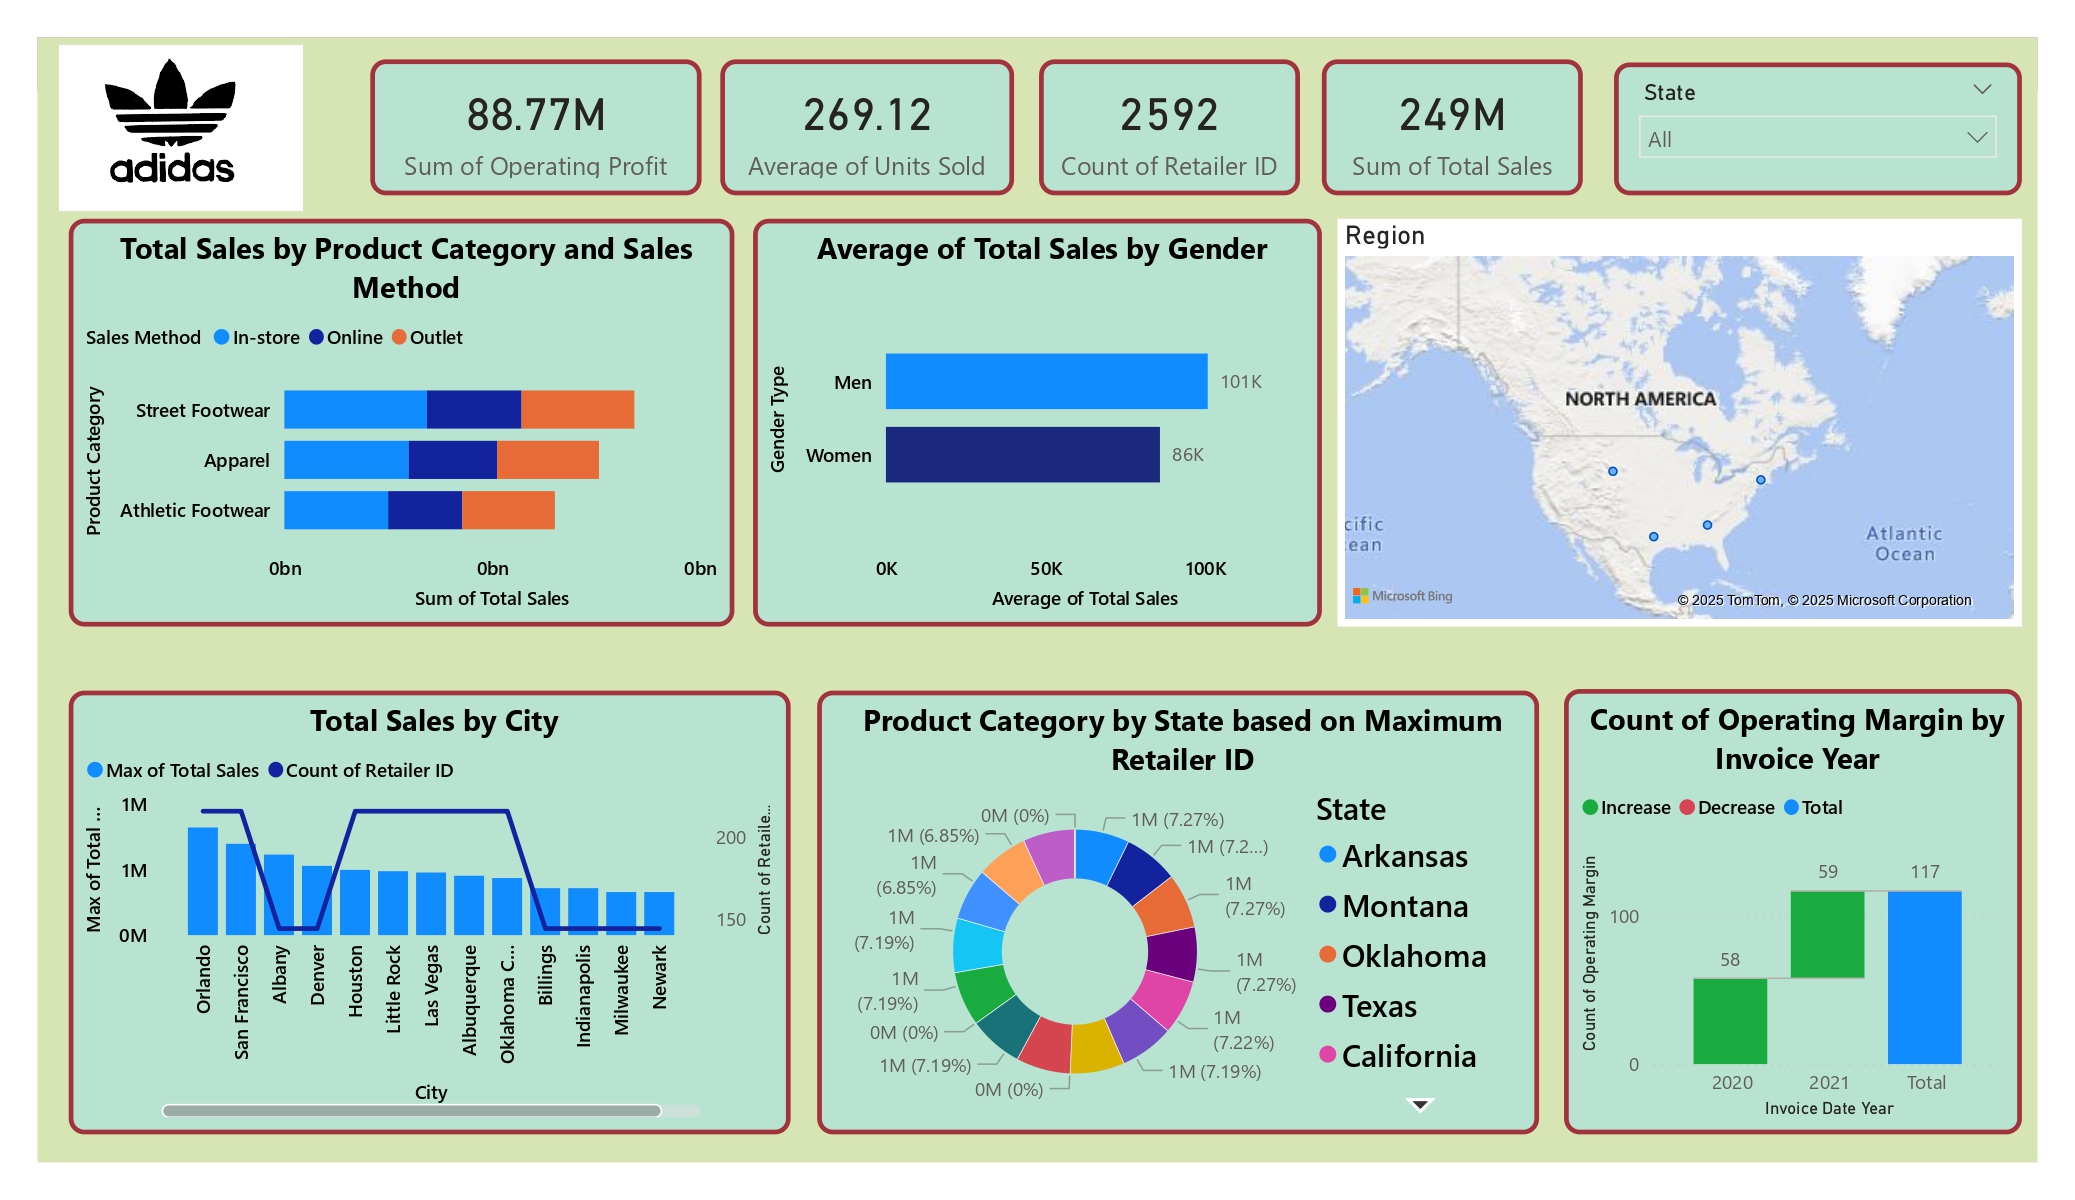 adidas
88.77M
Sum of Operating Profit
269.12
Average of Units Sold
2592
Count of Retailer ID
249M
Sum of Total Sales
State
All
Total Sales by Product Category and Sales
Method
Sales Method In-store Online Outlet
Product Category
Street Footwear
Apparel
Athletic Footwear
0bn 0bn 0bn
Sum of Total Sales
Average of Total Sales by Gender
Gender Type
Men 101K
Women 86K
0K 50K 100K
Average of Total Sales
Region
NORTH AMERICA
cific
ean
Atlantic
Ocean
Microsoft Bing
© 2025 TomTom, © 2025 Microsoft Corporation
Total Sales by City
Max of Total Sales Count of Retailer ID
Max of Total ...
1M
1M
0M
200
150
Count of Retaile...
Orlando
San Francisco
Albany
Denver
Houston
Little Rock
Las Vegas
Albuquerque
Oklahoma C...
Billings
Indianapolis
Milwaukee
Newark
City
Product Category by State based on Maximum
Retailer ID
0M (0%)
1M (7.27%)
1M (7.2...)
1M
(7.27%)
1M
(7.27%)
1M
(7.22%)
1M (7.19%)
0M (0%)
1M (7.19%)
0M (0%)
1M
(7.19%)
1M
(7.19%)
1M
(6.85%)
1M (6.85%)
State
Arkansas
Montana
Oklahoma
Texas
California
Count of Operating Margin by
Invoice Year
Increase Decrease Total
Count of Operating Margin
100
0
58
59
117
2020 2021 Total
Invoice Date Year